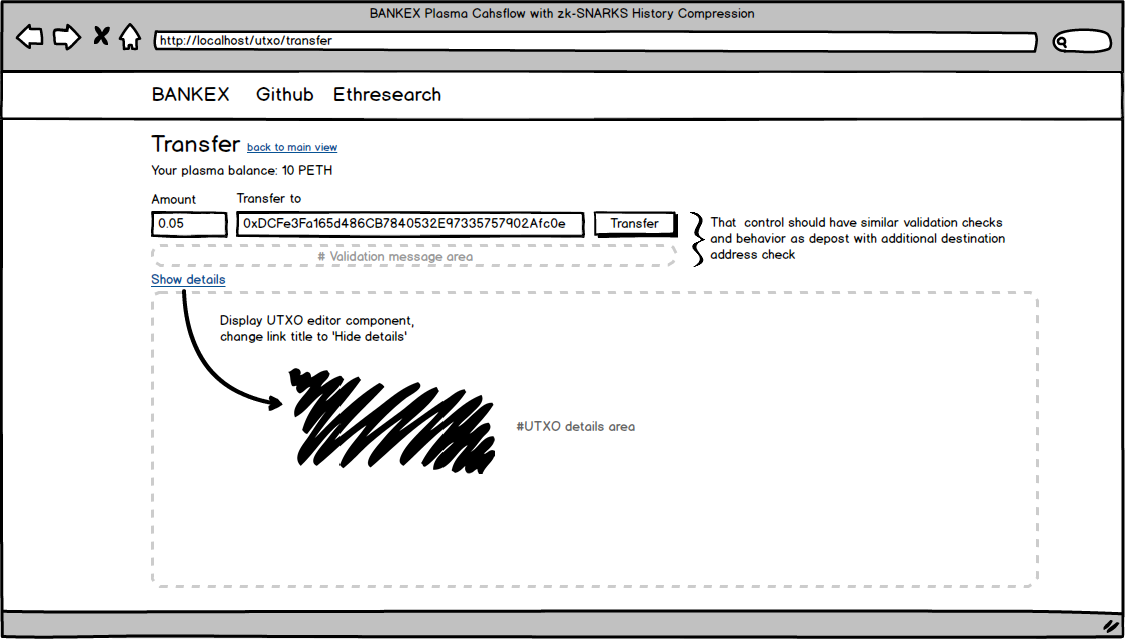 BANKEX Plasma Cahsflow with zk-SNARKS History Compression
http://localhost/utxo/transfer
BANKEX Github Ethresearch
Transfer back to main view
Your plasma balance: 10 PETH
Amount Transfer to
0.05 0xDCFe3Fa165d486CB7840532E97335757902Afc0e Transfer
That control should have similar validation checks
and behavior as depost with additional destination
address check
# Validation message area
Show details
Display UTXO editor component,
change link title to 'Hide details'
#UTXO details area